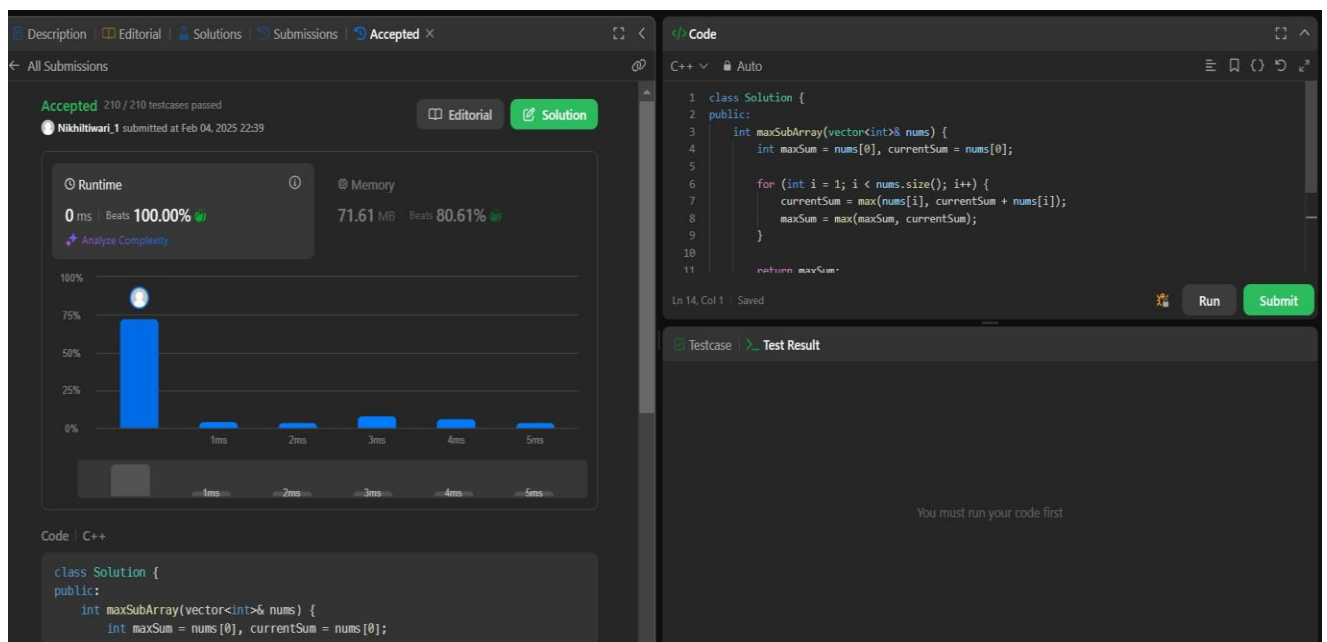 Description | Editorial | Solutions | Submissions | Accepted ×
All Submissions
Accepted 210 / 210 testcases passed
Nikhiltiwari_1 submitted at Feb 04, 2025 22:39
Editorial
Solution
Runtime
0 ms | Beats 100.00%
Analyze Complexity
Memory
71.61 MB | Beats 80.61%
100%
75%
50%
25%
0%
1ms 2ms 3ms 4ms 5ms
1ms 2ms 3ms 4ms 5ms
Code | C++
class Solution {
public:
    int maxSubArray(vector<int>& nums) {
        int maxSum = nums[0], currentSum = nums[0];
</> Code
C++ Auto
1 class Solution {
2 public:
3     int maxSubArray(vector<int>& nums) {
4         int maxSum = nums[0], currentSum = nums[0];
5
6         for (int i = 1; i < nums.size(); i++) {
7             currentSum = max(nums[i], currentSum + nums[i]);
8             maxSum = max(maxSum, currentSum);
9         }
10
11         return maxSum;
Ln 14, Col 1 | Saved
Run
Submit
Testcase | >_ Test Result
You must run your code first